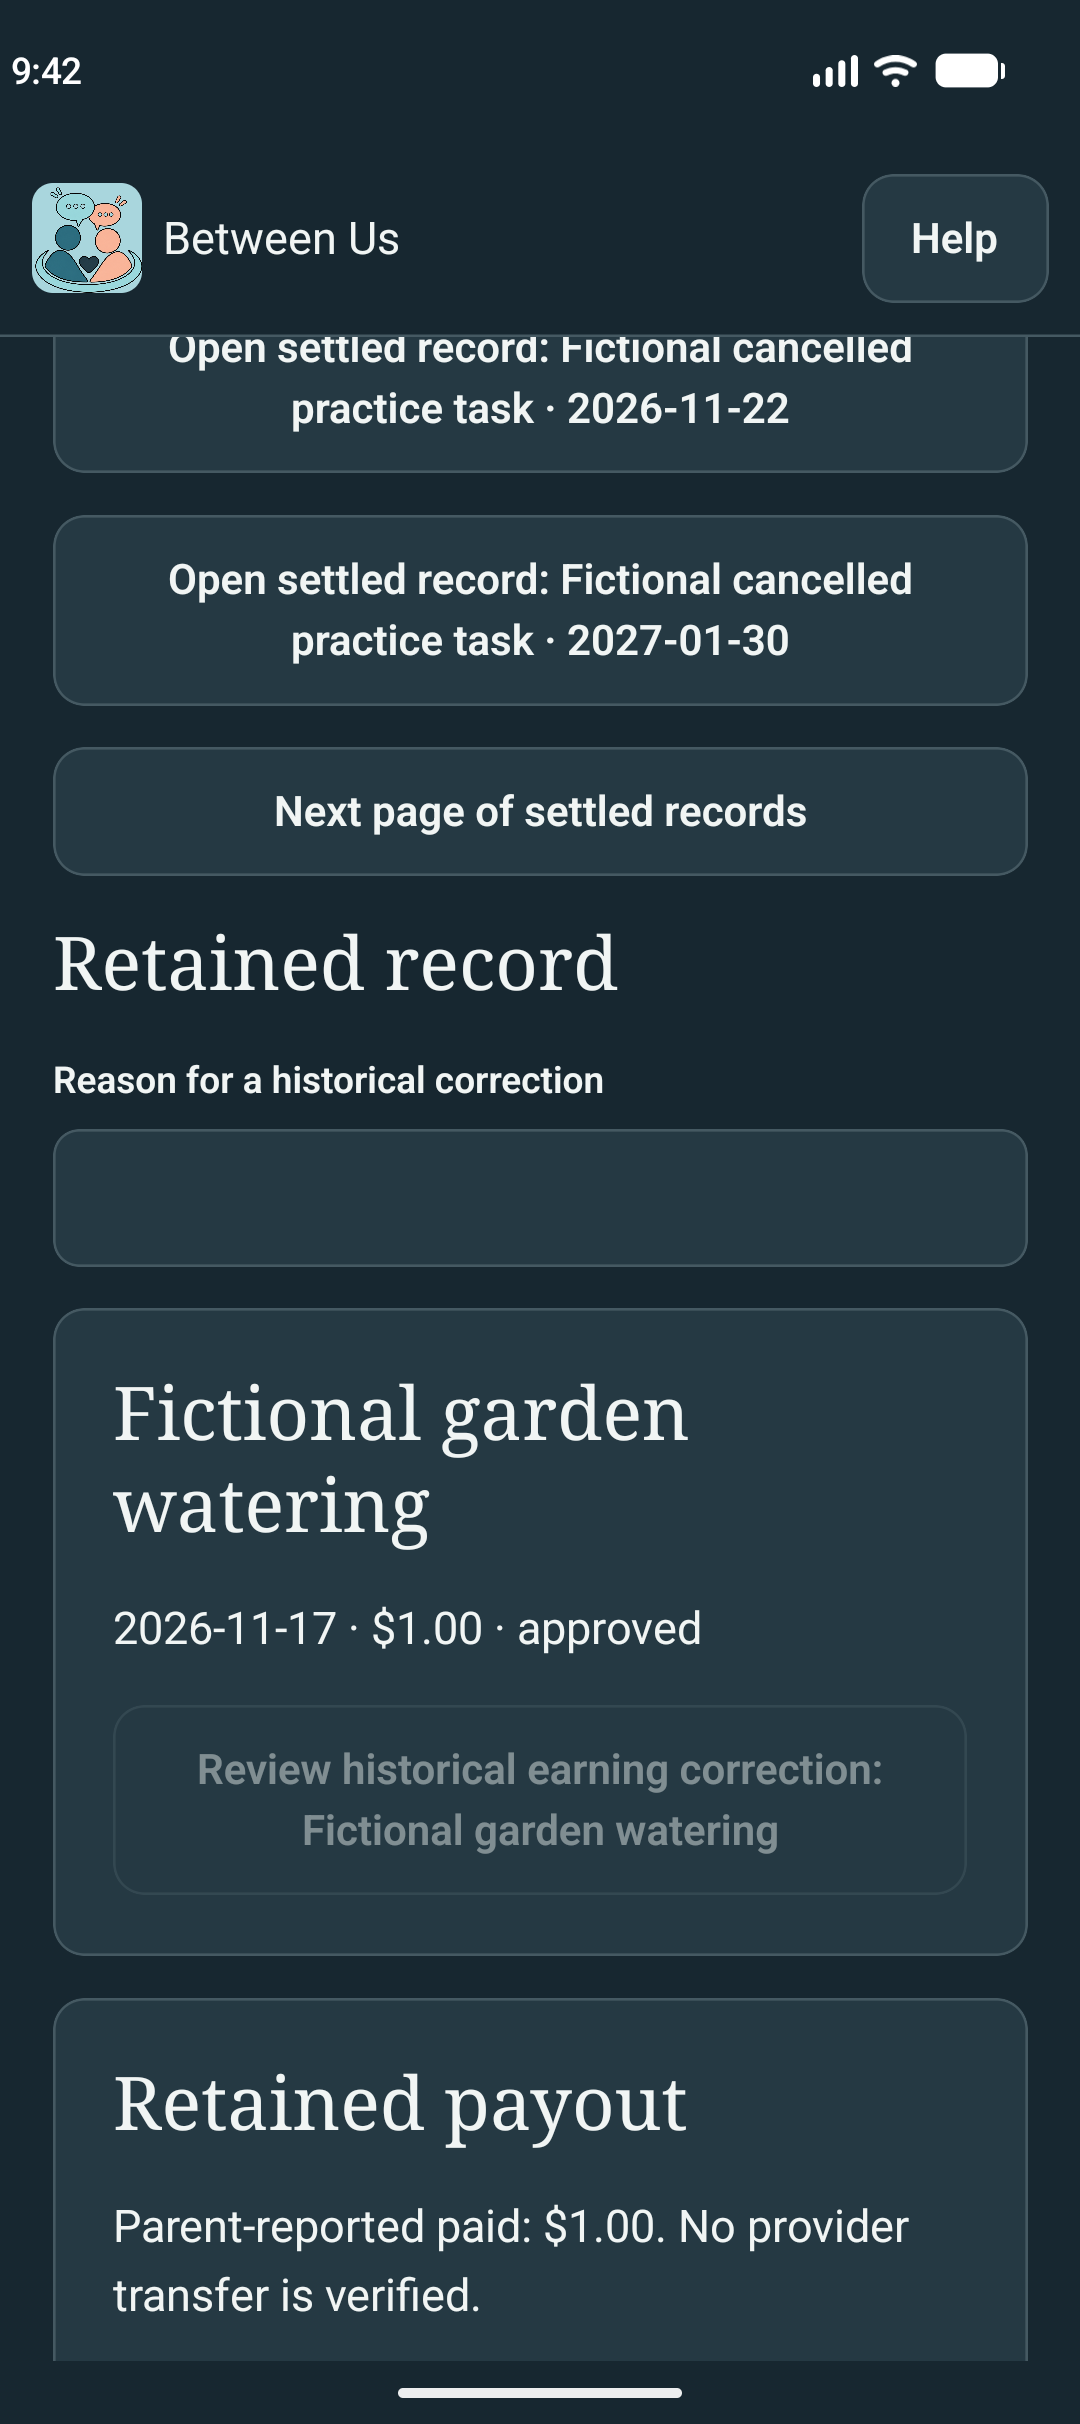 9:42
Between Us
Help
Open settled record: Fictional cancelled
practice task · 2026-11-22
Open settled record: Fictional cancelled
practice task · 2027-01-30
Next page of settled records
Retained record
Reason for a historical correction
Fictional garden
watering
2026-11-17 · $1.00 · approved
Review historical earning correction:
Fictional garden watering
Retained payout
Parent-reported paid: $1.00. No provider
transfer is verified.